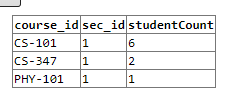 course_id sec_id studentCount
CS-101 1 6
CS-347 1 2
PHY-101 1 1